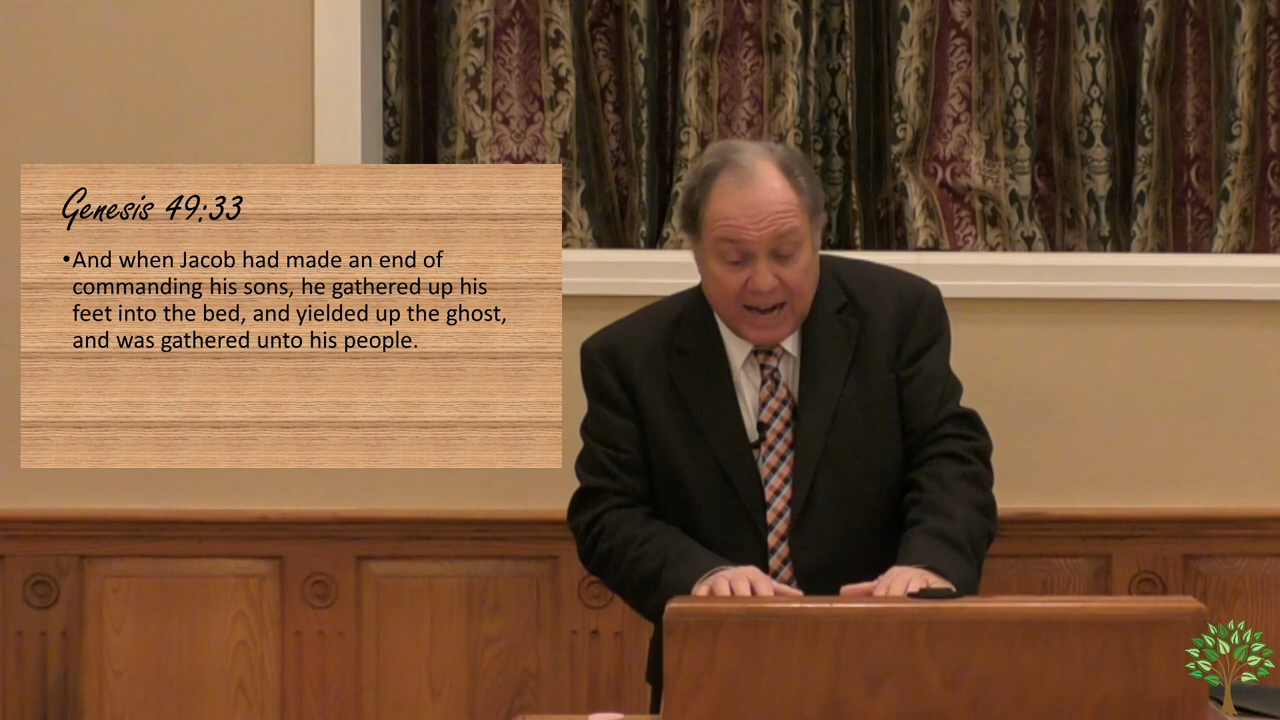 Genesis 49:33
•And when Jacob had made an end of
commanding his sons, he gathered up his
feet into the bed, and yielded up the ghost,
and was gathered unto his people.